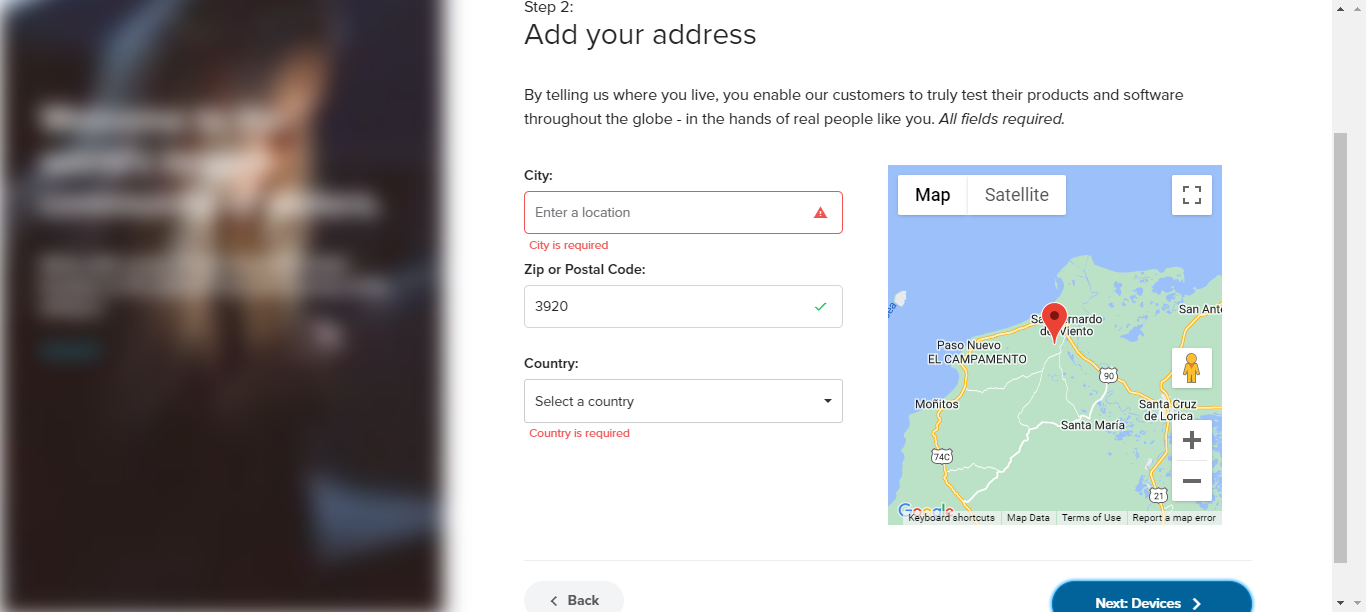 Step 2:
Add your address
By telling us where you live, you enable our customers to truly test their products and software
throughout the globe - in the hands of real people like you. All fields required.
City:
Enter a location
City is required
Zip or Postal Code:
3920
Country:
Select a country
Country is required
Map
Satellite
San Ante
de Viento
Paso Nuevo
EL CAMPAMENTO
90
Moñitos
Santa Cruz
de Lorica
Santa María
74C
21
Google
Keyboard shortcuts
Map Data
Terms of Use
Report a map error
Back
Next: Devices